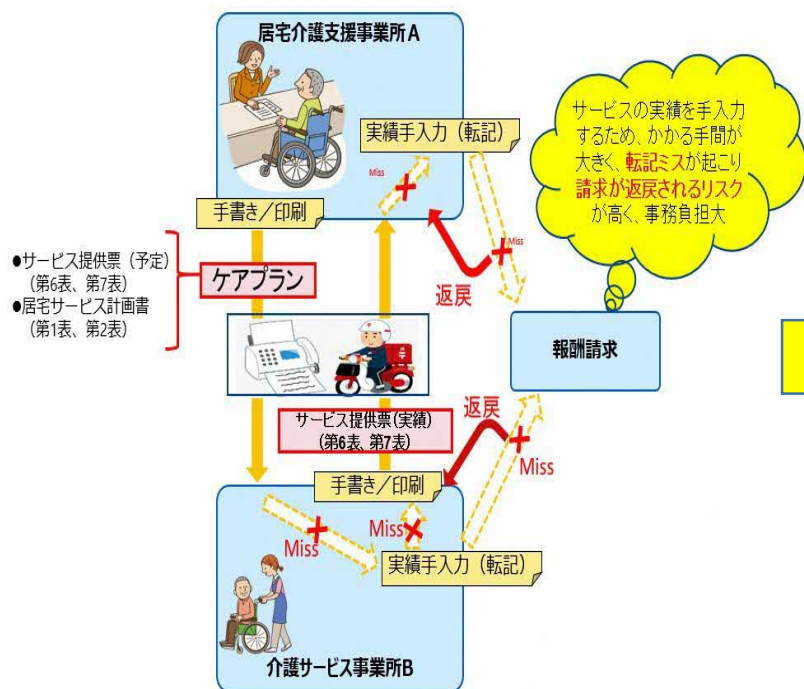 居宅介護支援事業所A
実績手入力（転記）
Miss
手書き／印刷
Miss
サービスの実績を手入力
するため、かかる手間が
大きく、転記ミスが起こり
請求が返戻されるリスク
が高く、事務負担大
●サービス提供票（予定）
（第6表、第7表）
●居宅サービス計画書
（第1表、第2表）
ケアプラン
返戻
報酬請求
サービス提供票(実績)
(第6表、第7表)
返戻
Miss
手書き／印刷
Miss
Miss
実績手入力（転記）
介護サービス事業所B